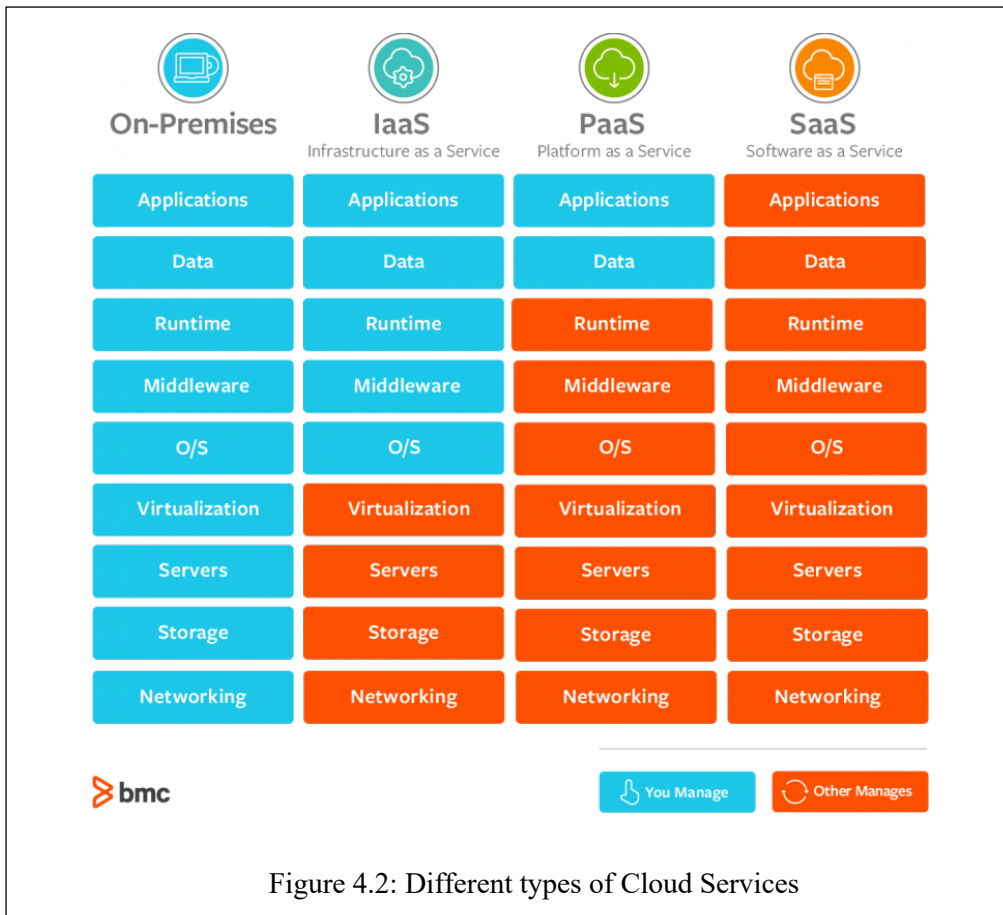 On-Premises IaaS PaaS SaaS
Infrastructure as a Service Platform as a Service Software as a Service
Applications Applications Applications Applications
Data Data Data Data
Runtime Runtime Runtime Runtime
Middleware Middleware Middleware Middleware
O/S O/S O/S O/S
Virtualization Virtualization Virtualization Virtualization
Servers Servers Servers Servers
Storage Storage Storage Storage
Networking Networking Networking Networking
bmc You Manage Other Manages
Figure 4.2: Different types of Cloud Services